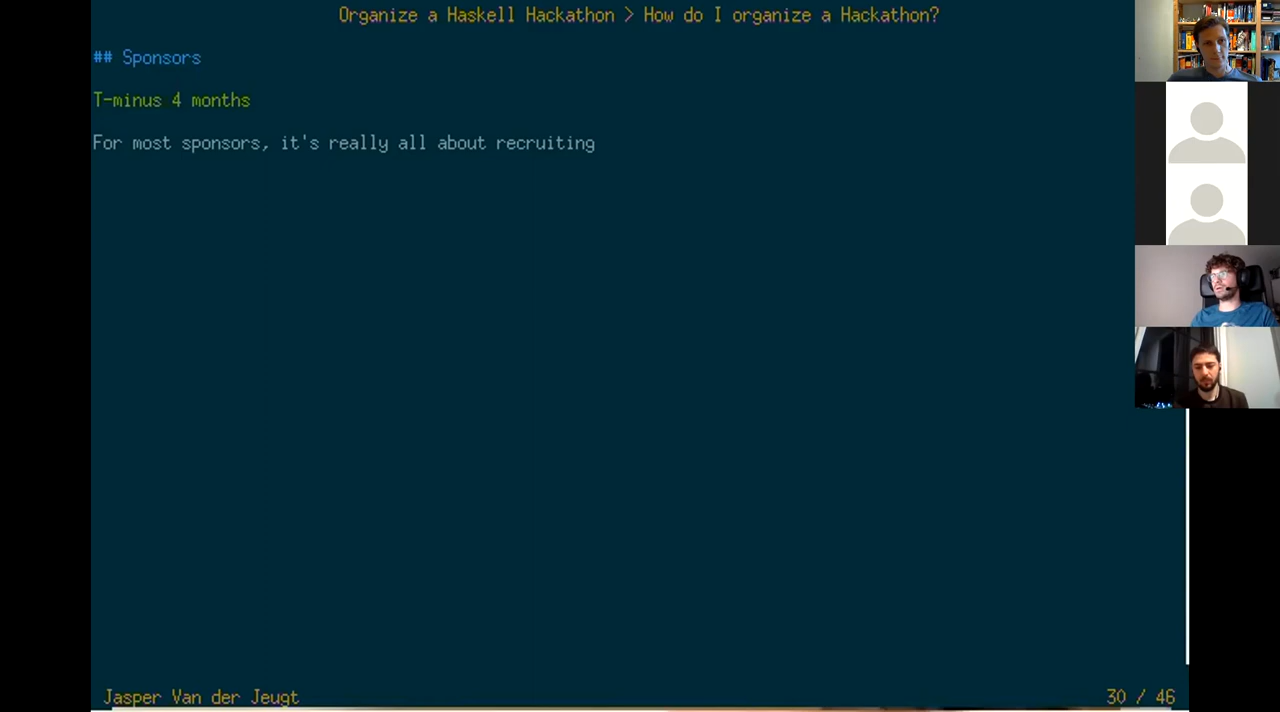 Organize a Haskell Hackathon > How do I organize a Hackathon?
## Sponsors
T-minus 4 months
For most sponsors, it's really all about recruiting
Jasper Van der Jeugt
30 / 46